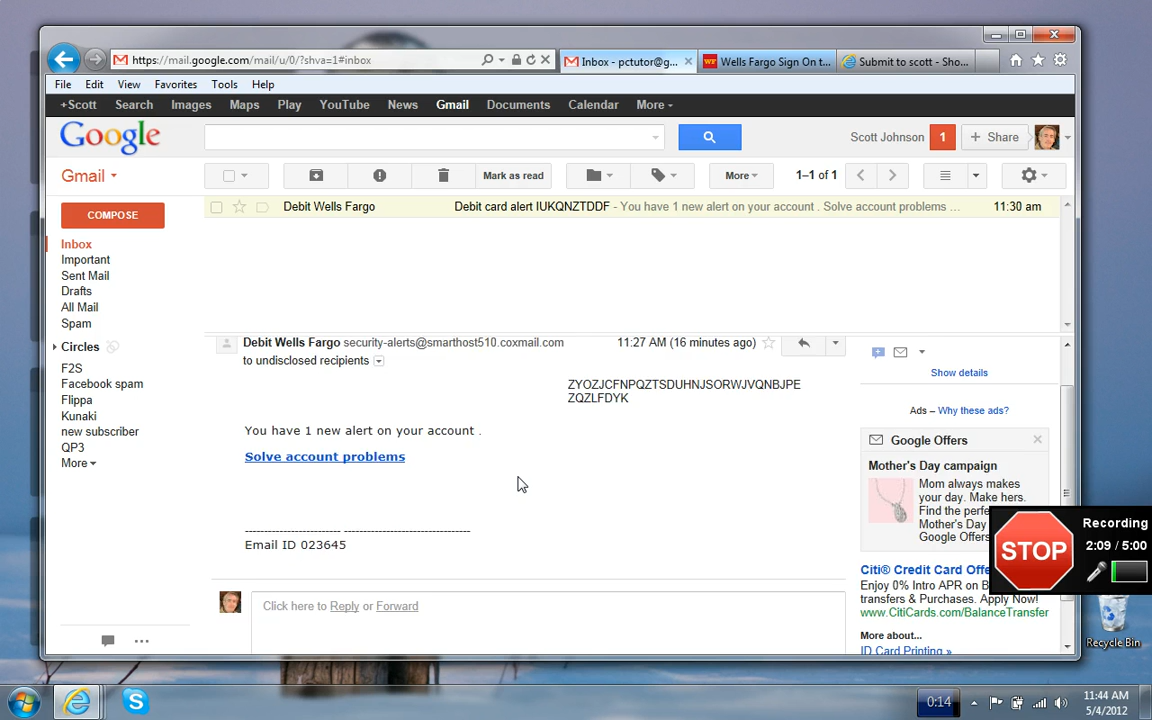 https://mail.google.com/mail/u/0/?shva=1#inbox
Inbox - pctutor@g...
WF
Wells Fargo Sign On t...
Submit to scott - Sho...
File Edit View Favorites Tools Help
+Scott Search Images Maps Play YouTube News Gmail Documents Calendar More
Google
Scott Johnson 1 + Share
Gmail
Mark as read
More
1–1 of 1
COMPOSE
Debit Wells Fargo Debit card alert IUKQNZTDDF - You have 1 new alert on your account . Solve account problems ... 11:30 am
Inbox
Important
Sent Mail
Drafts
All Mail
Spam
Circles
F2S
Facebook spam
Flippa
Kunaki
new subscriber
QP3
More
Debit Wells Fargo security-alerts@smarthost510.coxmail.com 11:27 AM (16 minutes ago)
to undisclosed recipients
ZYOZJCFNPQZTSDUHNJSORWJVQNBJPE
ZQZLFDYK
You have 1 new alert on your account .
Solve account problems
----------------------- ------------------------------
Email ID 023645
Click here to Reply or Forward
Show details
Ads – Why these ads?
Google Offers
Mother's Day campaign
Mom always makes
your day. Make hers.
Find the perfe
Mother's Day
Google Offers
Citi® Credit Card Offe
Enjoy 0% Intro APR on B
transfers & Purchases. Apply Now!
www.CitiCards.com/BalanceTransfer
More about...
ID Card Printing »
STOP
Recording
2:09 / 5:00
Recycle Bin
0:14
11:44 AM
5/4/2012